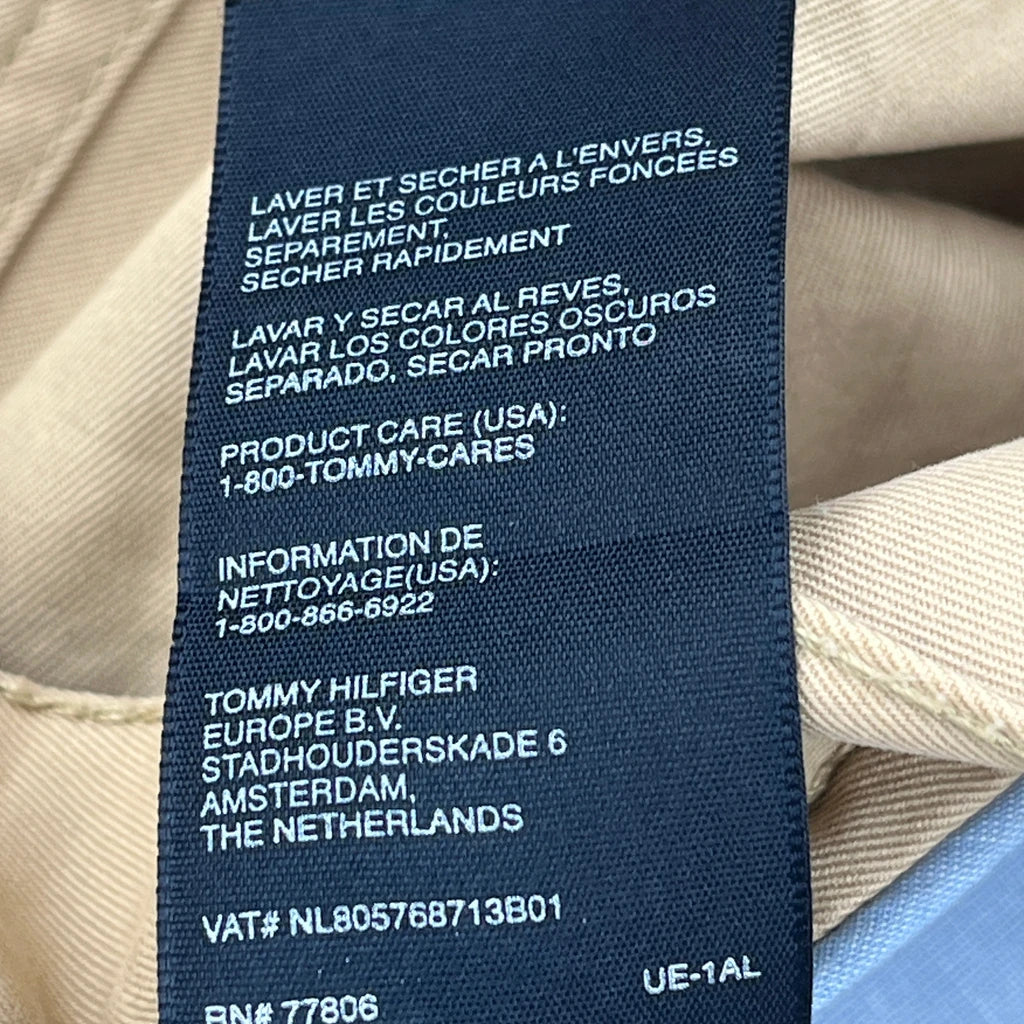 LAVER ET SECHER A L'ENVERS,
LAVER LES COULEURS FONCEES
SEPAREMENT,
SECHER RAPIDEMENT
LAVAR Y SECAR AL REVES,
LAVAR LOS COLORES OSCUROS
SEPARADO, SECAR PRONTO
PRODUCT CARE (USA):
1-800-TOMMY-CARES
INFORMATION DE
NETTOYAGE(USA):
1-800-866-6922
TOMMY HILFIGER
EUROPE B.V.
STADHOUDERSKADE 6
AMSTERDAM,
THE NETHERLANDS
VAT# NL805768713B01
UE-1AL
RN# 77806